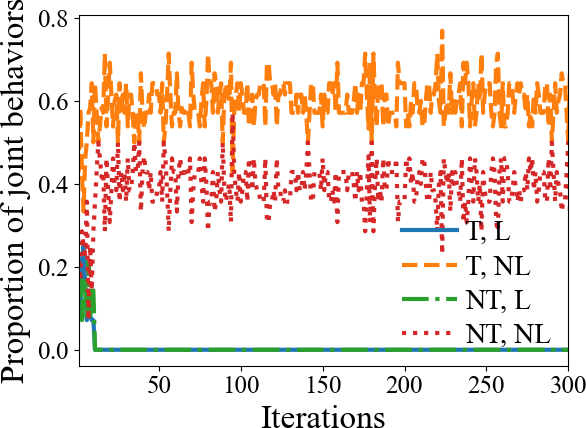 Proportion of joint behaviors
0.8
0.6
0.4
0.2
0.0
T, L
T, NL
NT, L
NT, NL
50
100
150
200
250
300
Iterations